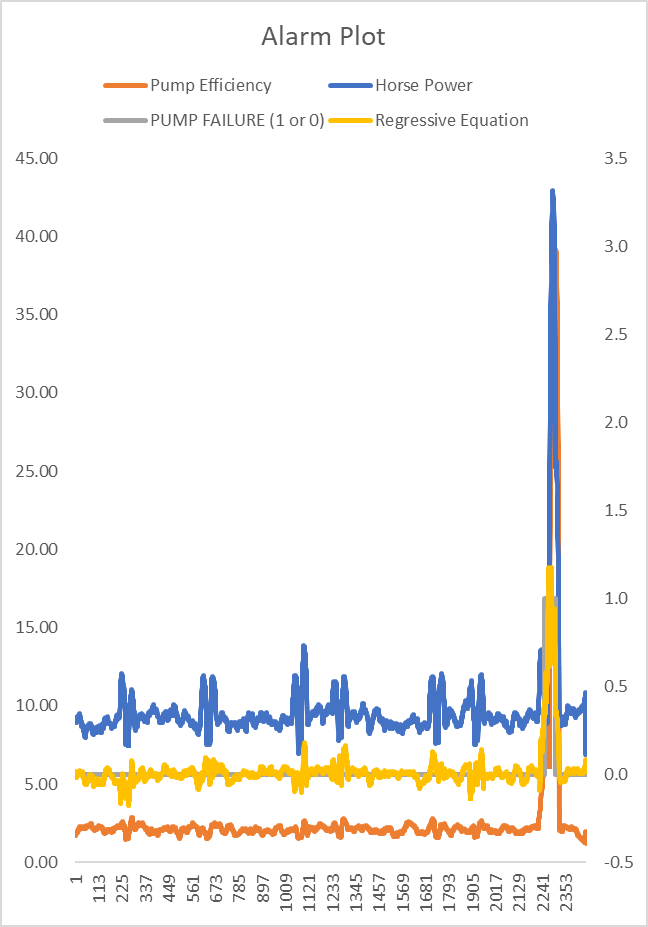 Alarm Plot
Pump Efficiency Horse Power
PUMP FAILURE (1 or 0) Regressive Equation
45.00 3.5
40.00 3.0
35.00 2.5
30.00 2.0
25.00 1.5
20.00 1.0
15.00 0.5
10.00 0.0
5.00 -0.5
0.00
1 113 225 337 449 561 673 785 897 1009 1121 1233 1345 1457 1569 1681 1793 1905 2017 2129 2241 2353